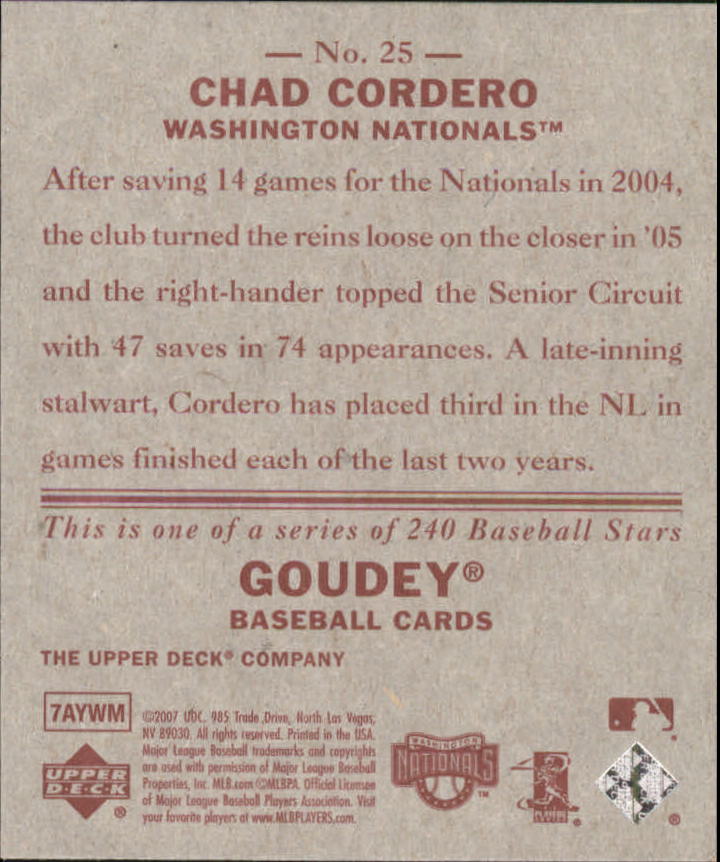 — No. 25 —
CHAD CORDERO
WASHINGTON NATIONALS™
After saving 14 games for the Nationals in 2004,
the club turned the reins loose on the closer in '05
and the right-hander topped the Senior Circuit
with 47 saves in 74 appearances. A late-inning
stalwart, Cordero has placed third in the NL in
games finished each of the last two years.
This is one of a series of 240 Baseball Stars
GOUDEY®
BASEBALL CARDS
THE UPPER DECK® COMPANY
7AYWM
©2007 UDC. 985 Trade Drive, North Las Vegas,
NV 89030. All rights reserved. Printed in the USA.
Major League Baseball trademarks and copyrights
are used with permission of Major League Baseball
Properties, Inc. MLB.com ©MLBPA Official Licensee
of Major League Baseball Players Association. Visit
your favorite players at www.MLBPLAYERS.com.
UPPER
D·E·C·K
®
WASHINGTON
NATIONALS
™
®
®